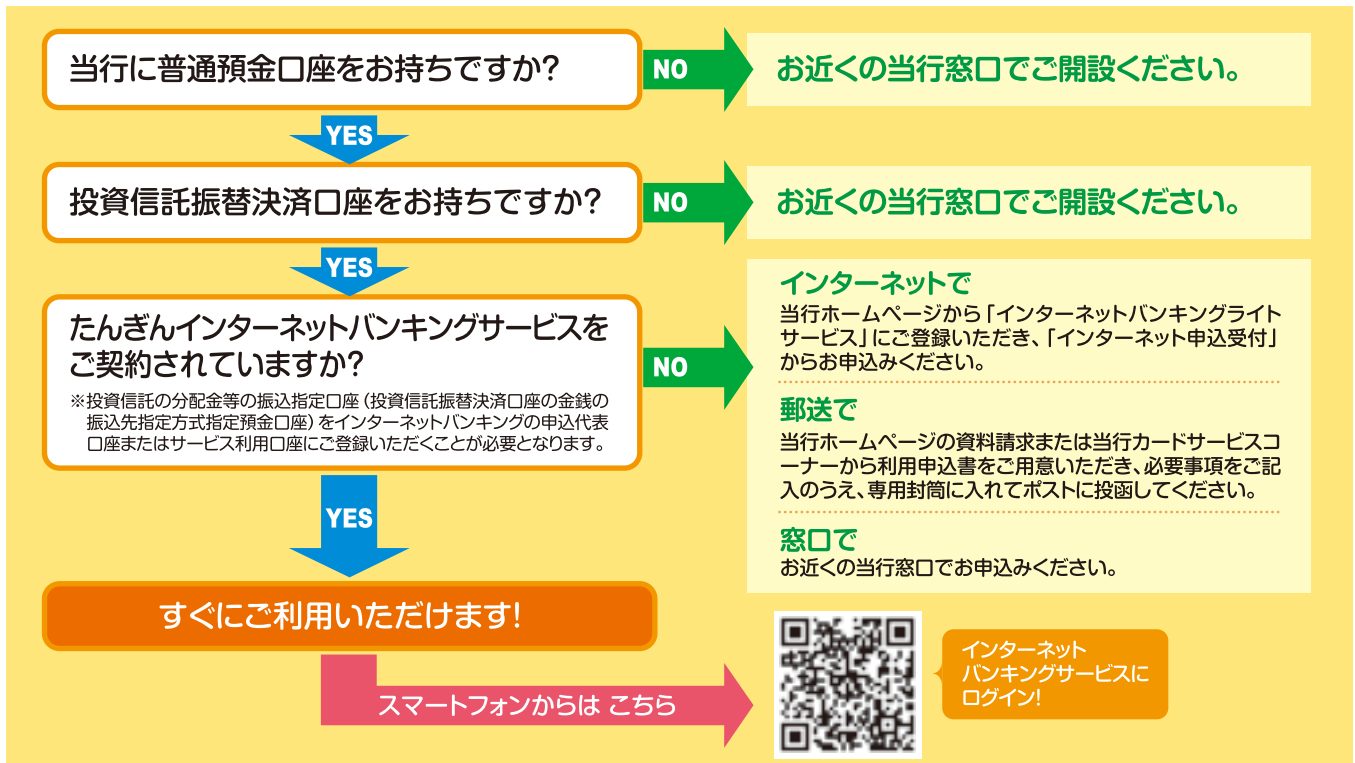 当行に普通預金口座をお持ちですか?
NO
お近くの当行窓口でご開設ください。
YES
投資信託振替決済口座をお持ちですか?
NO
お近くの当行窓口でご開設ください。
YES
たんぎんインターネットバンキングサービスを
ご契約されていますか?
※投資信託の分配金等の振込指定口座(投資信託振替決済口座の金銭の
振込先指定方式指定預金口座)をインターネットバンキングの申込代表
口座またはサービス利用口座にご登録いただくことが必要となります。
NO
インターネットで
当行ホームページから「インターネットバンキングライト
サービス」にご登録いただき、「インターネット申込受付」
からお申込みください。
郵送で
当行ホームページの資料請求または当行カードサービスコ
ーナーから利用申込書をご用意いただき、必要事項をご記
入のうえ、専用封筒に入れてポストに投函してください。
窓口で
お近くの当行窓口でお申込みください。
YES
すぐにご利用いただけます!
スマートフォンからは こちら
インターネット
バンキングサービスに
ログイン!